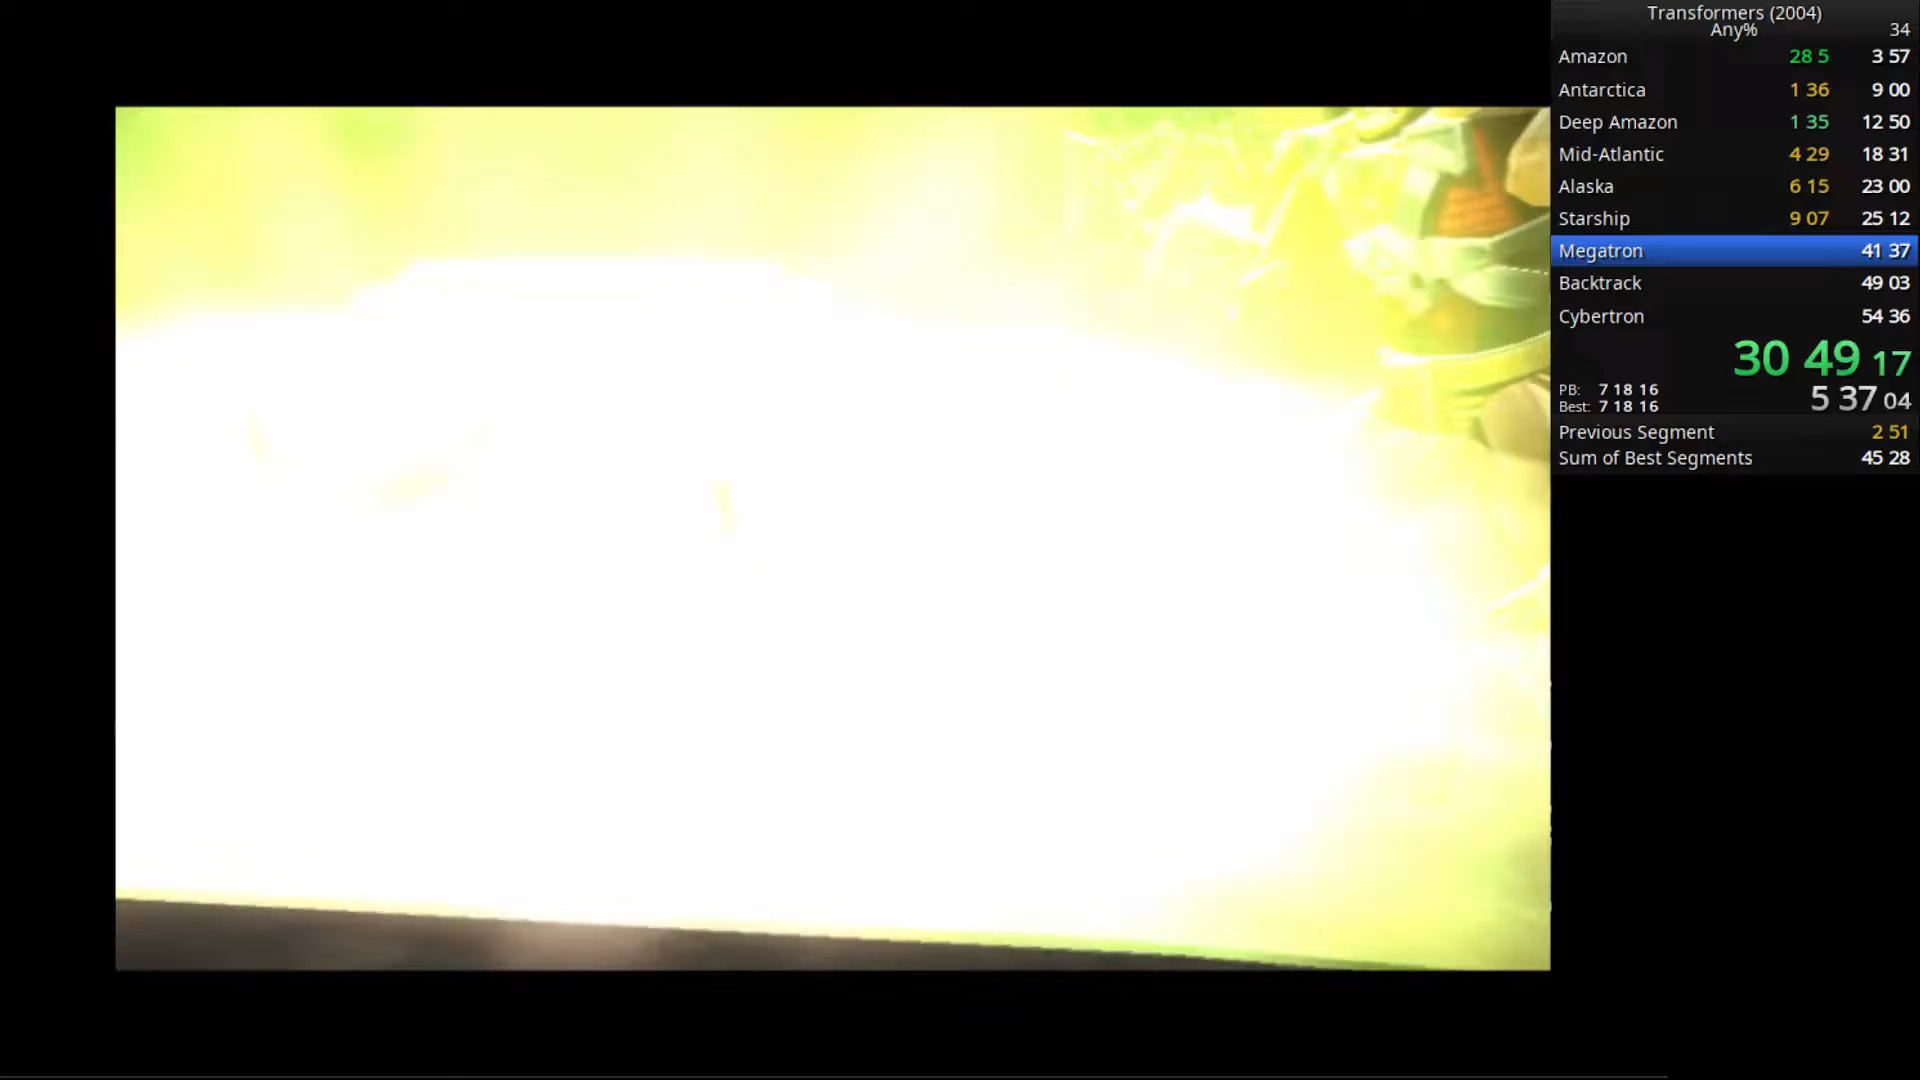 Transformers (2004)
Any% 34
Amazon 28 5 3 57
Antarctica 1 36 9 00
Deep Amazon 1 35 12 50
Mid-Atlantic 4 29 18 31
Alaska 6 15 23 00
Starship 9 07 25 12
Megatron 41 37
Backtrack 49 03
Cybertron 54 36
30 49 17
PB: 7 18 16
5 37 04
Best: 7 18 16
Previous Segment 2 51
Sum of Best Segments 45 28